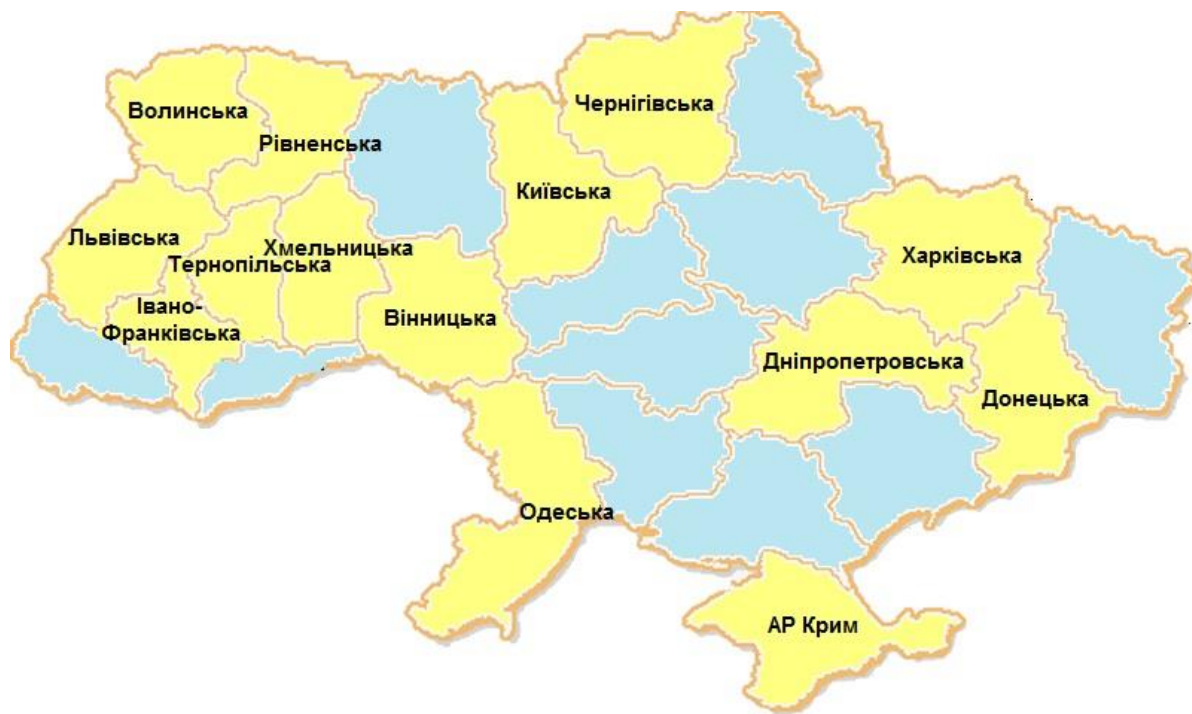 Чернігівська
Волинська
Рівненська
Київська
Львівська
Хмельницька
Тернопільська
Харківська
Івано-
Франківська
Вінницька
Дніпропетровська
Донецька
Одеська
АР Крим